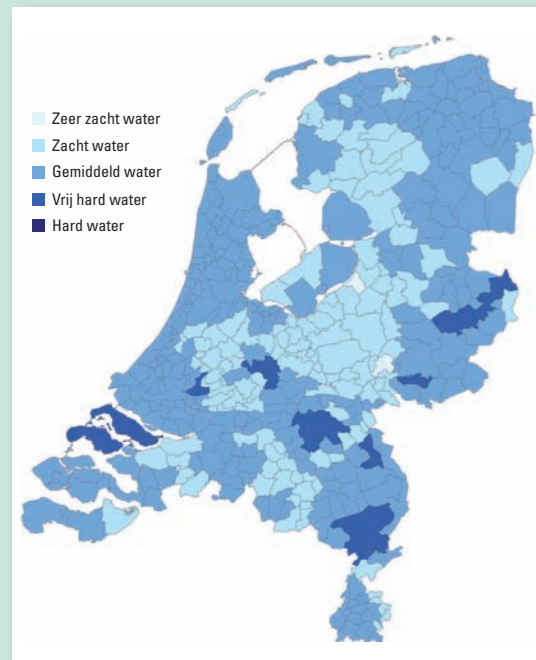 Zeer zacht water
Zacht water
Gemiddeld water
Vrij hard water
Hard water